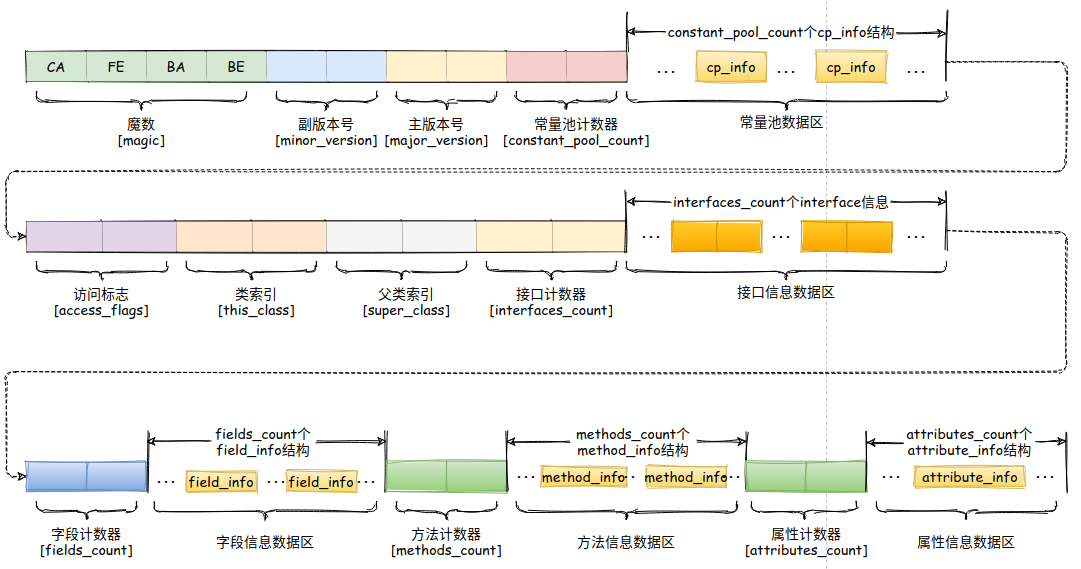 constant_pool_count个cp_info结构
CA FE BA BE ... cp_info ... cp_info ...
魔数 副版本号 主版本号 常量池计数器 常量池数据区
[magic] [minor_version] [major_version] [constant_pool_count]
interfaces_count个interface信息
... ... ...
访问标志 类索引 父类索引 接口计数器 接口信息数据区
[access_flags] [this_class] [super_class] [interfaces_count]
fields_count个 methods_count个 attributes_count个
field_info结构 method_info结构 attribute_info结构
... field_info ... field_info ... ... method_info ... method_info ... ... attribute_info ...
字段计数器 字段信息数据区 方法计数器 方法信息数据区 属性计数器 属性信息数据区
[fields_count] [methods_count] [attributes_count]